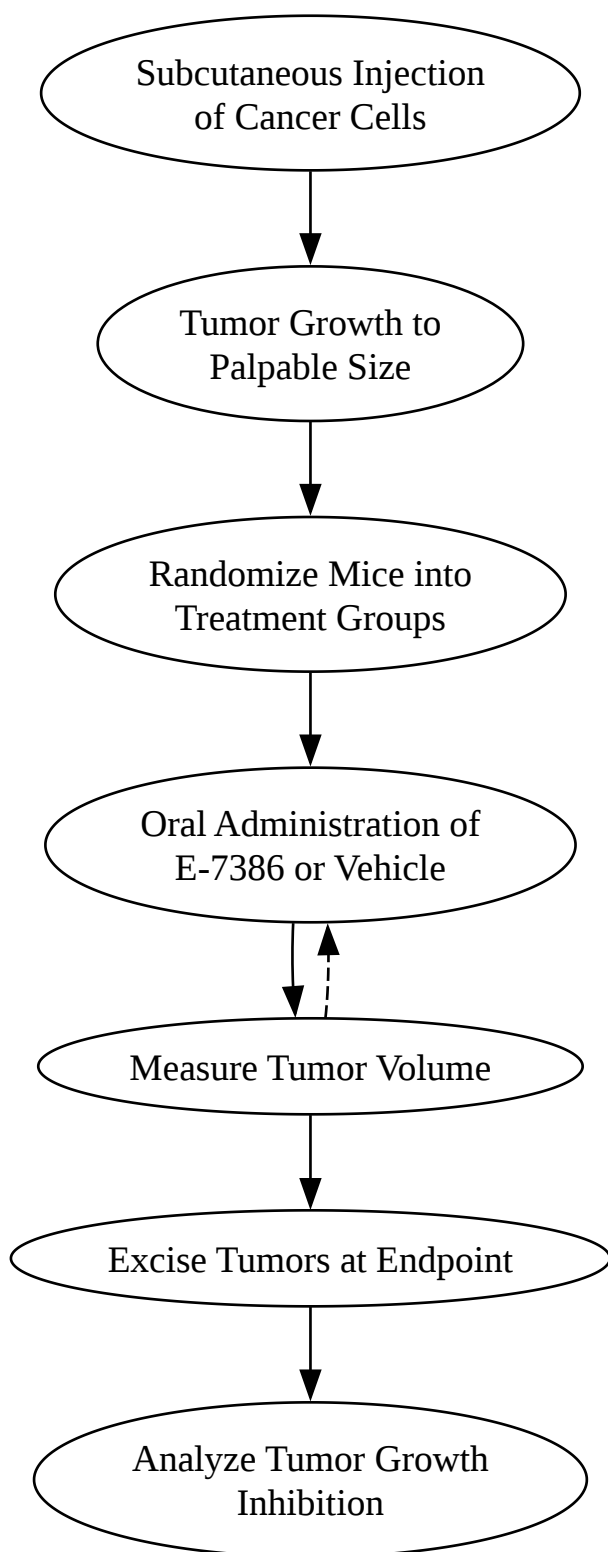 Subcutaneous Injection
of Cancer Cells
Tumor Growth to
Palpable Size
Randomize Mice into
Treatment Groups
Oral Administration of
E-7386 or Vehicle
Measure Tumor Volume
Excise Tumors at Endpoint
Analyze Tumor Growth
Inhibition